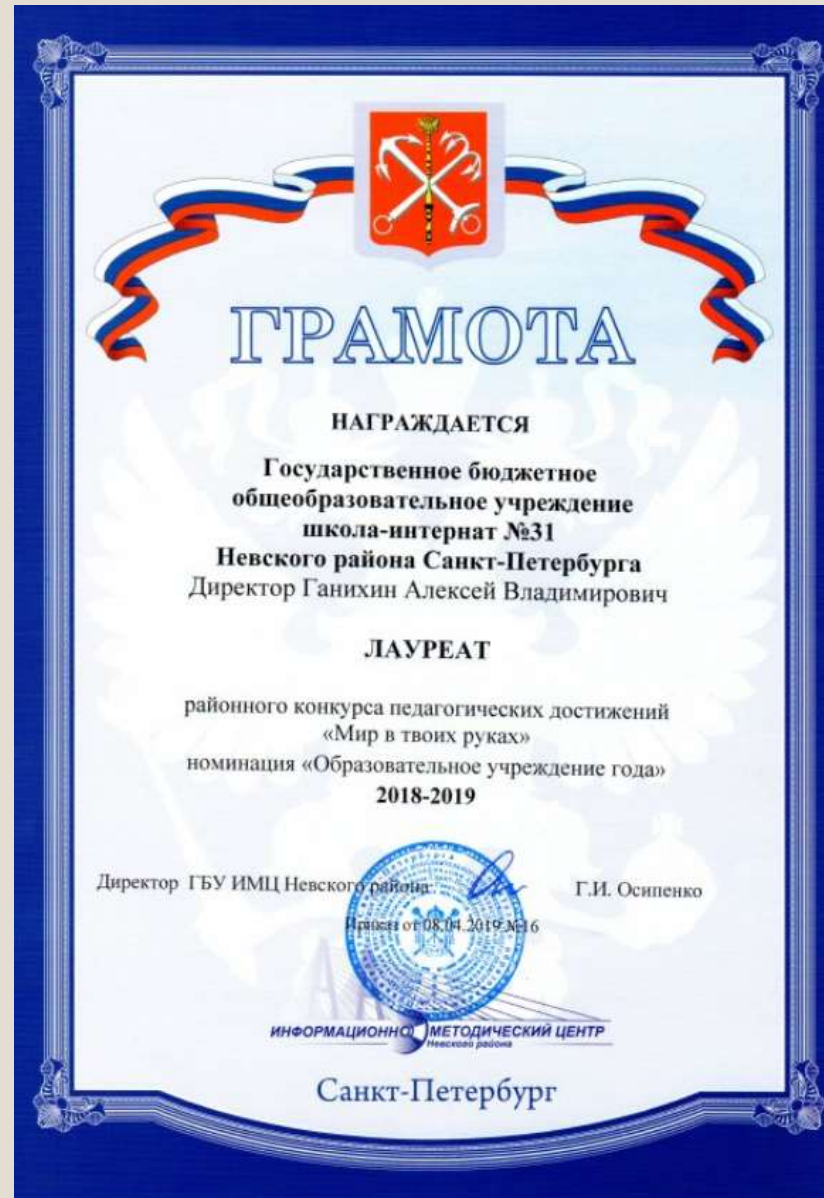 ГРАМОТА
НАГРАЖДАЕТСЯ
Государственное бюджетное
общеобразовательное учреждение
школа-интернат №31
Невского района Санкт-Петербурга
Директор Ганихин Алексей Владимирович
ЛАУРЕАТ
районного конкурса педагогических достижений
«Мир в твоих руках»
номинация «Образовательное учреждение года»
2018-2019
Директор ГБУ ИМЦ Невского района
Г.И. Осипенко
Приказ от 08.04.2019 №16
ИНФОРМАЦИОННО МЕТОДИЧЕСКИЙ ЦЕНТР
Невского района
Санкт-Петербург